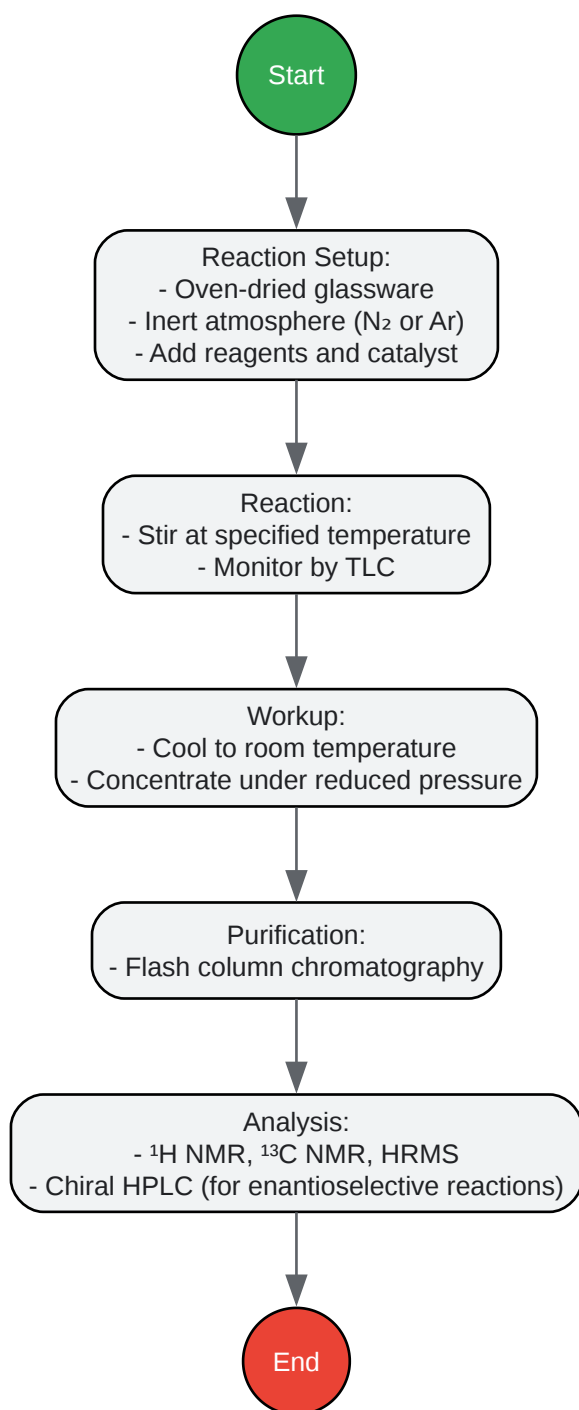 Start
Reaction Setup:
- Oven-dried glassware
- Inert atmosphere (N₂ or Ar)
- Add reagents and catalyst
Reaction:
- Stir at specified temperature
- Monitor by TLC
Workup:
- Cool to room temperature
- Concentrate under reduced pressure
Purification:
- Flash column chromatography
Analysis:
- ¹H NMR, ¹³C NMR, HRMS
- Chiral HPLC (for enantioselective reactions)
End